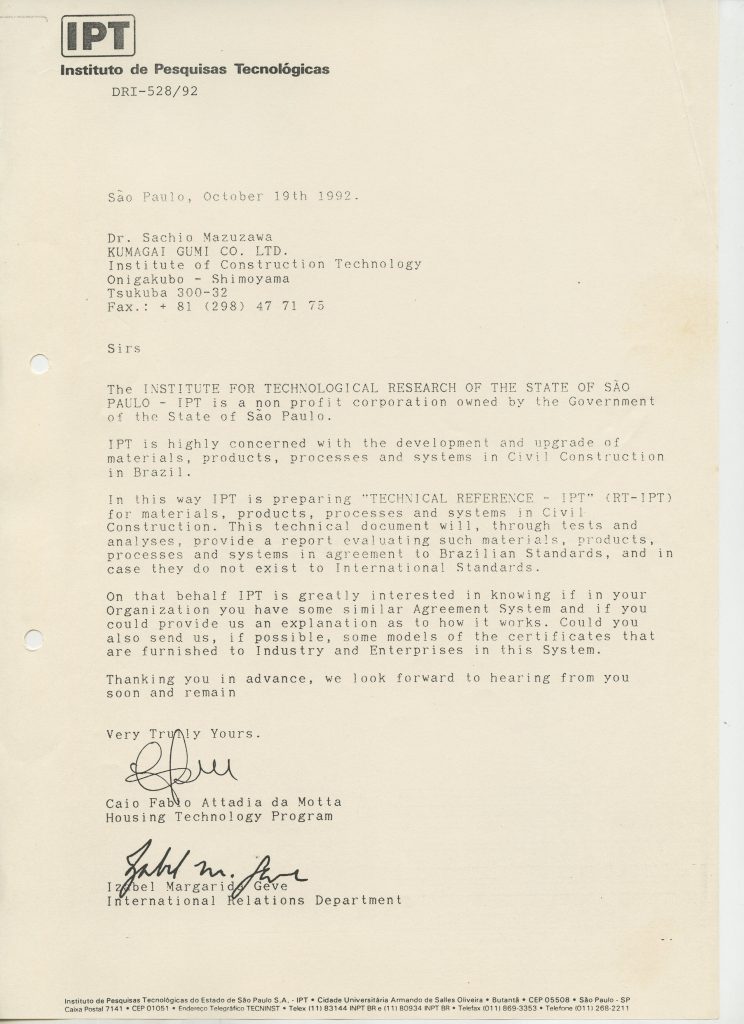 IPT
Instituto de Pesquisas Tecnológicas
DRI-528/92
São Paulo, October 19th 1992.
Dr. Sachio Mazuzawa
KUMAGAI GUMI CO. LTD.
Institute of Construction Technology
Onigakubo - Shimoyama
Tsukuba 300-32
Fax.: + 81 (298) 47 71 75
Sirs
The INSTITUTE FOR TECHNOLOGICAL RESEARCH OF THE STATE OF SÃO
PAULO - IPT is a non profit corporation owned by the Government
of the State of São Paulo.
IPT is highly concerned with the development and upgrade of
materials, products, processes and systems in Civil Construction
in Brazil.
In this way IPT is preparing "TECHNICAL REFERENCE - IPT" (RT-IPT)
for materials, products, processes and systems in Civil
Construction. This technical document will, through tests and
analyses, provide a report evaluating such materials, products,
processes and systems in agreement to Brazilian Standards, and in
case they do not exist to International Standards.
On that behalf IPT is greatly interested in knowing if in your
Organization you have some similar Agreement System and if you
could provide us an explanation as to how it works. Could you
also send us, if possible, some models of the certificates that
are furnished to Industry and Enterprises in this System.
Thanking you in advance, we look forward to hearing from you
soon and remain
Very Truly Yours.
Caio Fabio Attadia da Motta
Housing Technology Program
Izabel M. Geve
Izabel Margarida Geve
International Relations Department
Instituto de Pesquisas Tecnológicas do Estado de São Paulo S.A. - IPT • Cidade Universitária Armando de Salles Oliveira • Butantã • CEP 05508 • São Paulo - SP
Caixa Postal 7141 • CEP 01051 • Endereço Telegráfico TECNINST • Telex (11) 83144 INPT BR e (11) 80934 INPT BR • Telefax (011) 869-3353 • Telefone (011) 268-2211